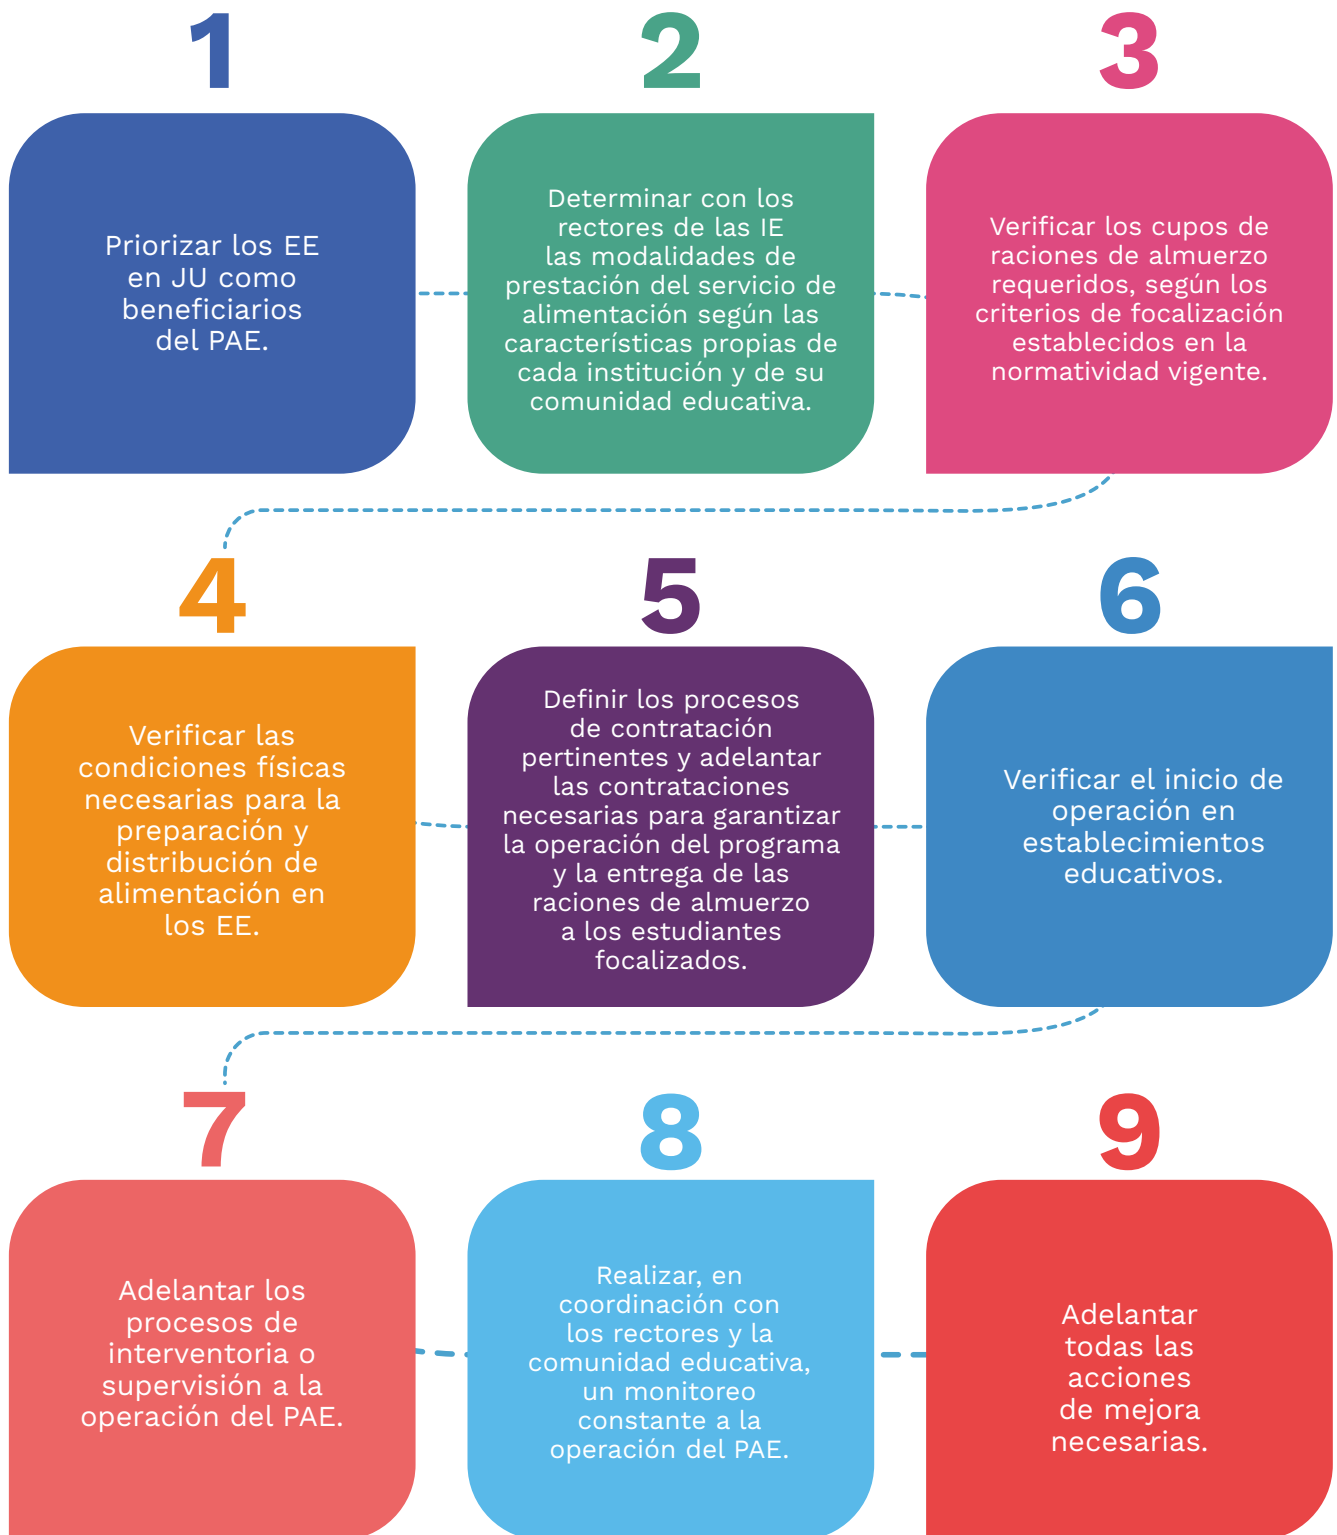 1
Priorizar los EE
en JU como
beneficiarios
del PAE.
2
Determinar con los
rectores de las IE
las modalidades de
prestación del servicio de
alimentación según las
características propias de
cada institución y de su
comunidad educativa.
3
Verificar los cupos de
raciones de almuerzo
requeridos, según los
criterios de focalización
establecidos en la
normatividad vigente.
4
Verificar las
condiciones físicas
necesarias para la
preparación y
distribución de
alimentación en
los EE.
5
Definir los procesos
de contratación
pertinentes y adelantar
las contrataciones
necesarias para garantizar
la operación del programa
y la entrega de las
raciones de almuerzo
a los estudiantes
focalizados.
6
Verificar el inicio de
operación en
establecimientos
educativos.
7
Adelantar los
procesos de
interventoria o
supervisión a la
operación del PAE.
8
Realizar, en
coordinación con
los rectores y la
comunidad educativa,
un monitoreo
constante a la
operación del PAE.
9
Adelantar
todas las
acciones
de mejora
necesarias.